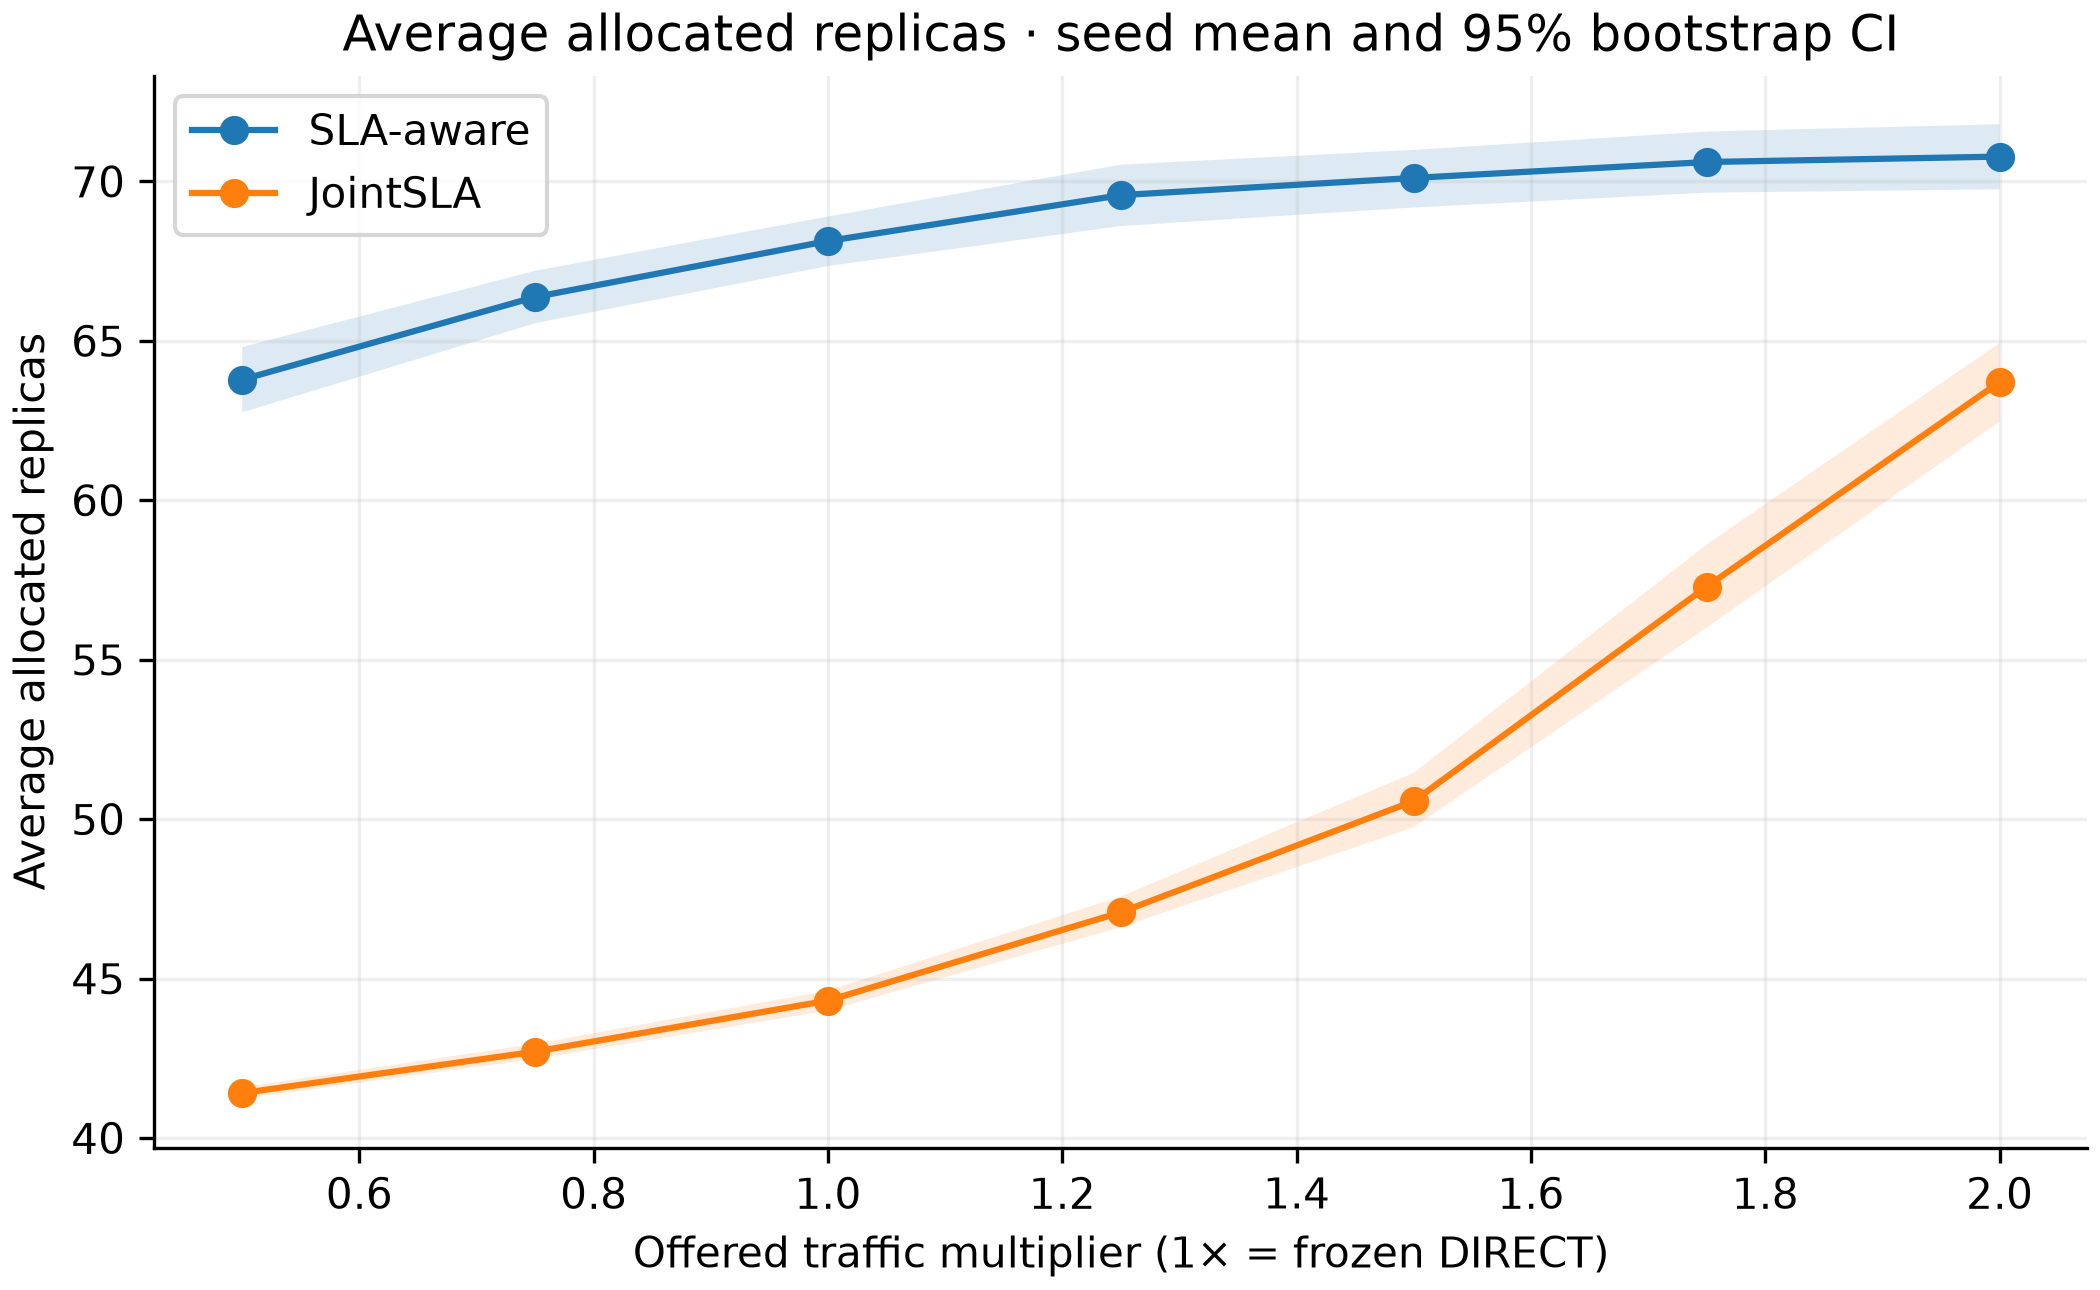 Average allocated replicas · seed mean and 95% bootstrap CI
SLA-aware
JointSLA
Average allocated replicas
70
65
60
55
50
45
40
0.6 0.8 1.0 1.2 1.4 1.6 1.8 2.0
Offered traffic multiplier (1× = frozen DIRECT)